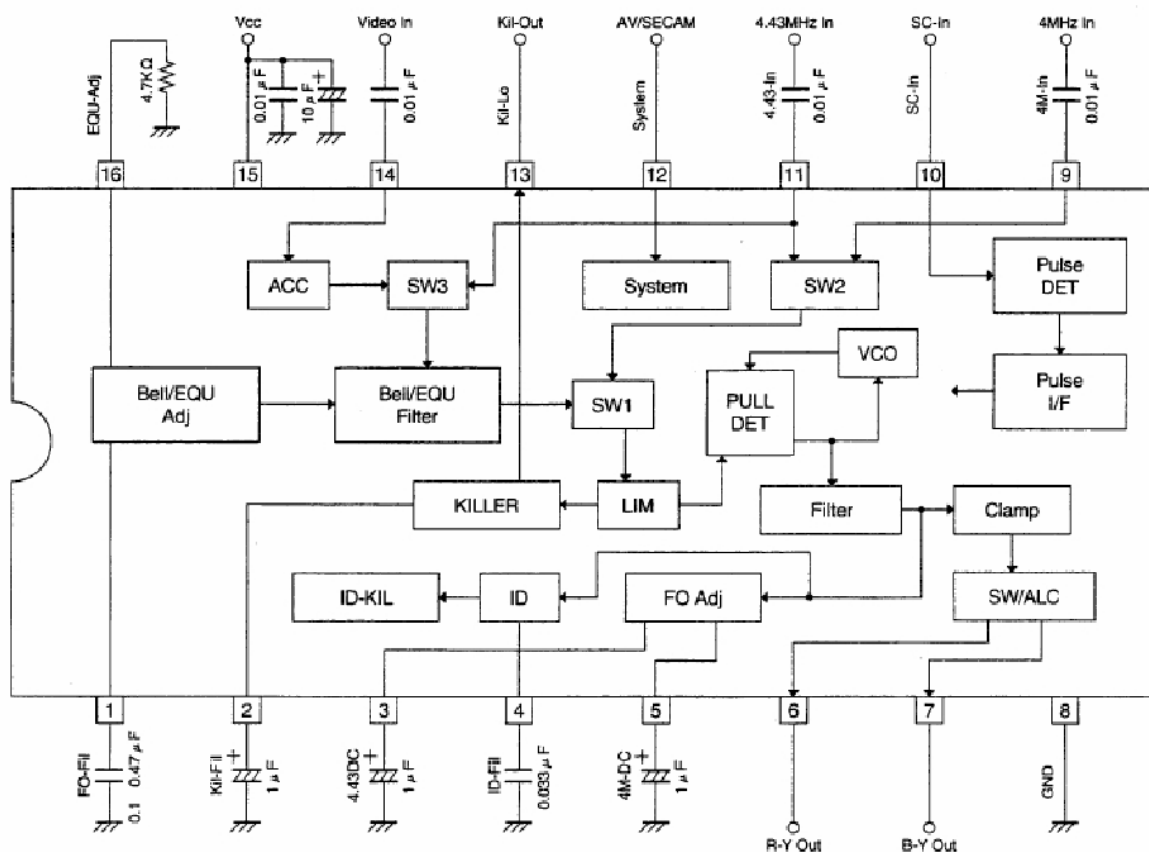 Vcc
Video In
Kil-Out
AV/SECAM
4.43MHz In
SC-In
4MHz In
EQU-Adj
4.7KΩ
0.01μF
10μF
+
0.01μF
Kil-Lo
System
4.43-In
0.01μF
SC-In
4M-In
0.01μF
16
15
14
13
12
11
10
9
ACC
SW3
System
SW2
Pulse
DET
Bell/EQU
Adj
Bell/EQU
Filter
SW1
PULL
DET
VCO
Pulse
I/F
KILLER
LIM
Filter
Clamp
ID-KIL
ID
FO Adj
SW/ALC
1
2
3
4
5
6
7
8
FO-Fil
0.1 0.47μF
Kil-Fil
+
1μF
4.43DC
+
1μF
ID-Fil
0.033μF
4M-DC
+
1μF
GND
R-Y Out
B-Y Out